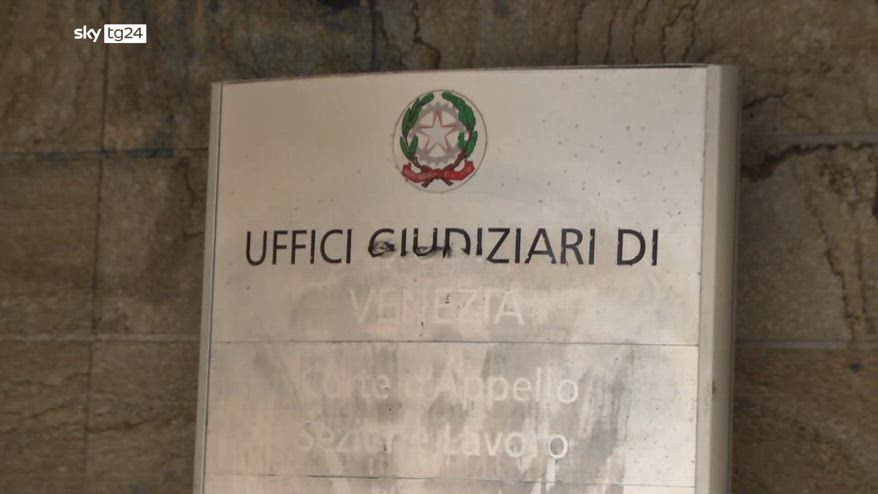 sky tg24
UFFICI GIUDIZIARI DI
VENEZIA
Corte d'Appello
Sezione Lavoro